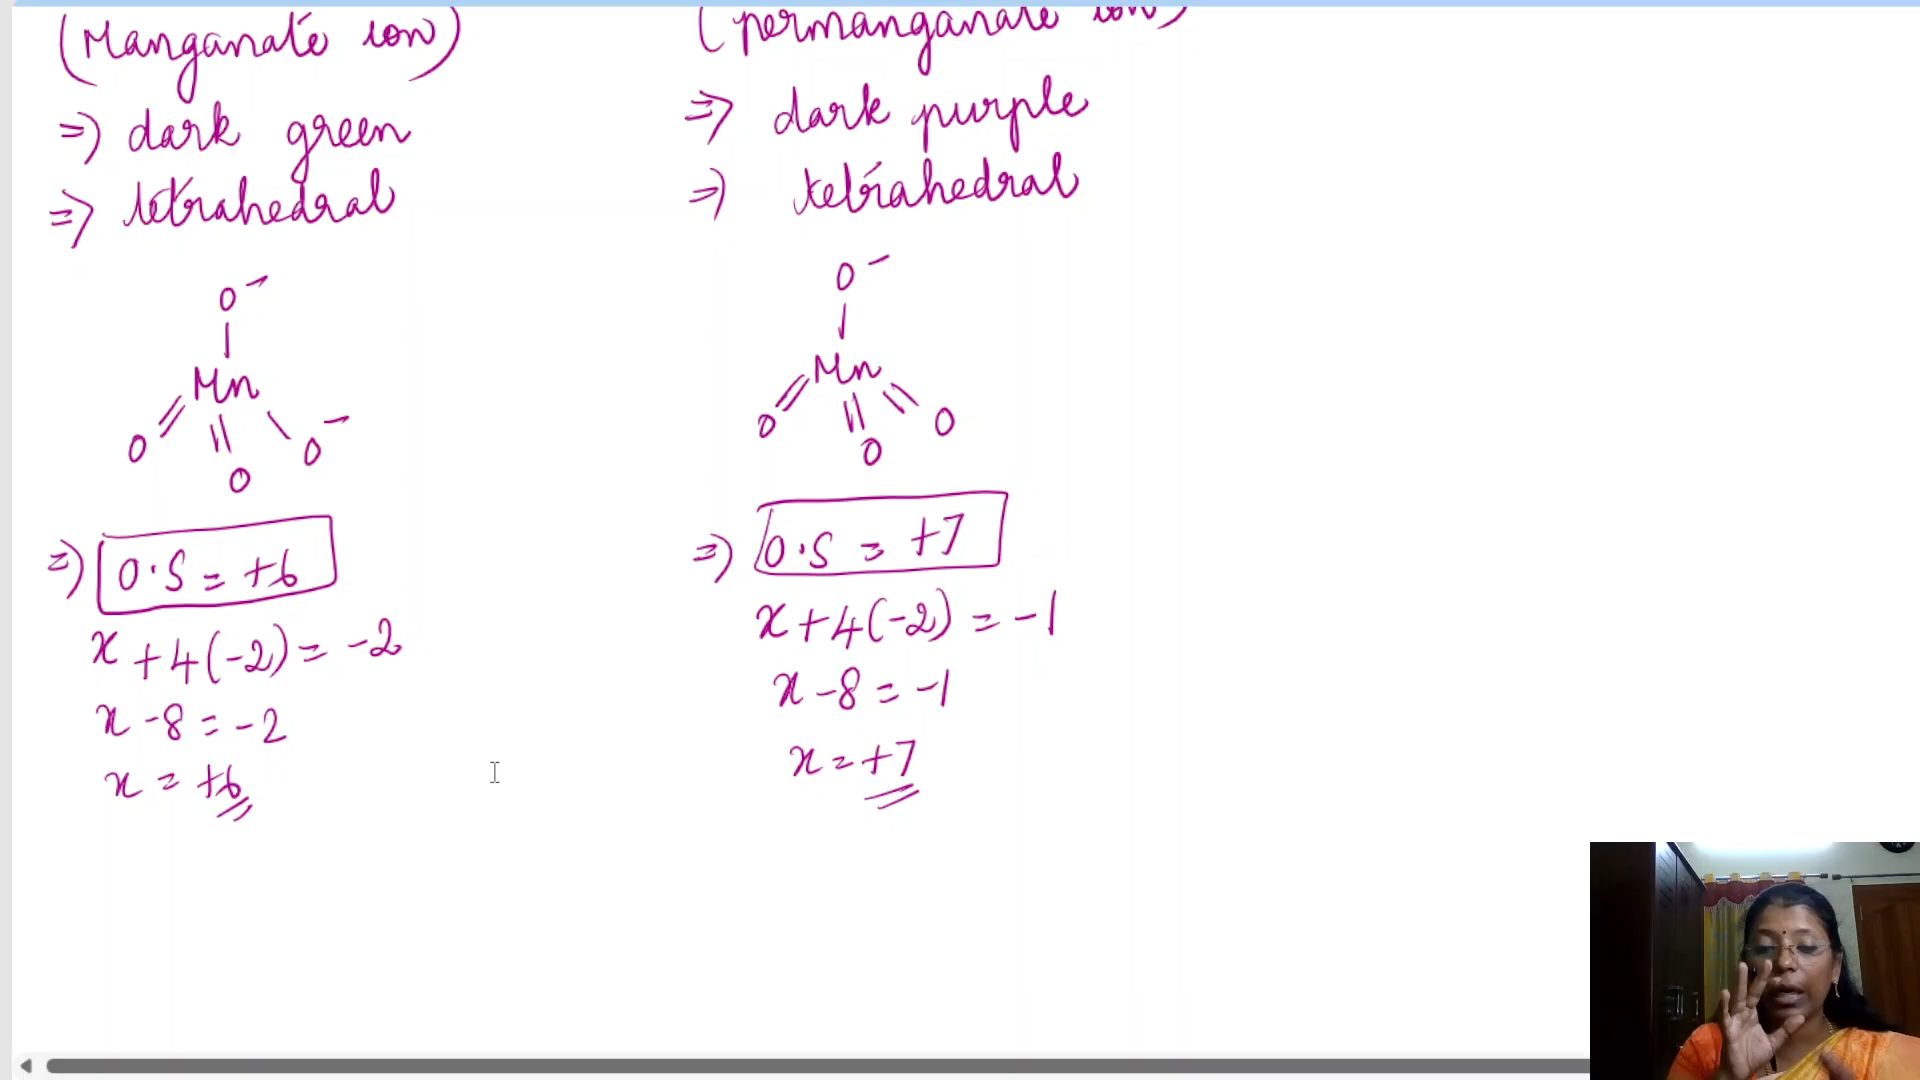 (Manganate ion)
⇒ dark green
⇒ tetrahedral
O⁻
Mn
O
O
O⁻
⇒ O.S = +6
x + 4(-2) = -2
x - 8 = -2
x = +6
(permanganate ion)
⇒ dark purple
⇒ tetrahedral
O⁻
Mn
O
O
O
⇒ O.S = +7
x + 4(-2) = -1
x - 8 = -1
x = +7